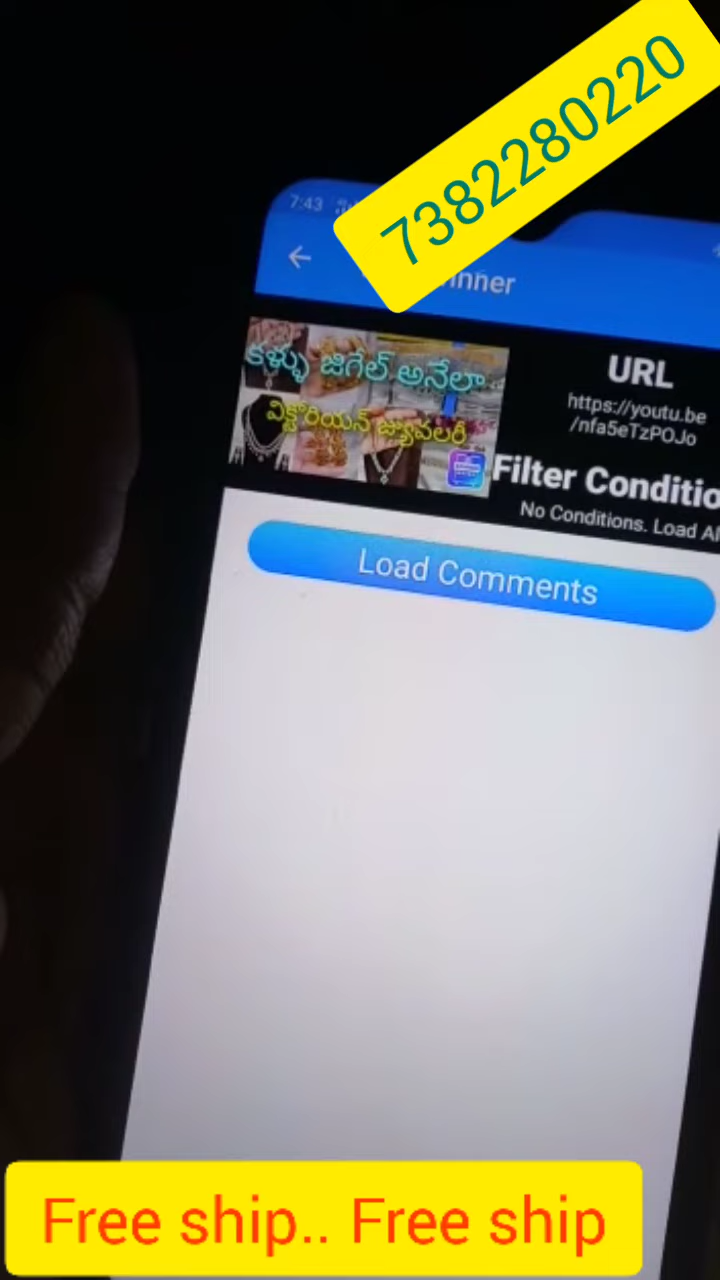 7382280220
7:43
inner
కళ్ళు జిగేల్ అనేలా..
విక్టోరియన్ జ్యువలరీ
URL
https://youtu.be
/nfa5eTzPOJo
Filter Conditio
No Conditions. Load Al
Load Comments
Free ship.. Free ship